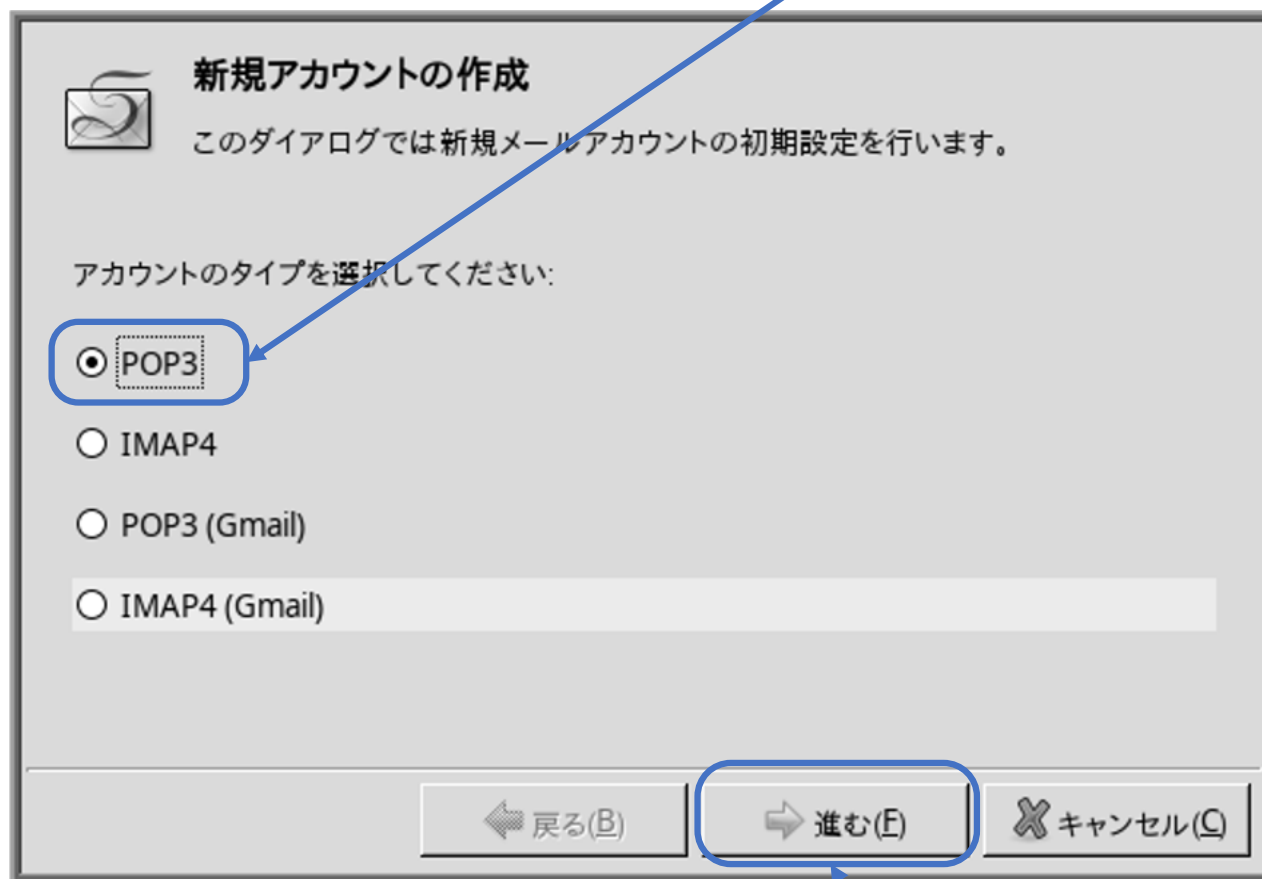 新規アカウントの作成
このダイアログでは新規メールアカウントの初期設定を行います。
アカウントのタイプを選択してください:
POP3
IMAP4
POP3 (Gmail)
IMAP4 (Gmail)
戻る(B) 進む(F) キャンセル(C)